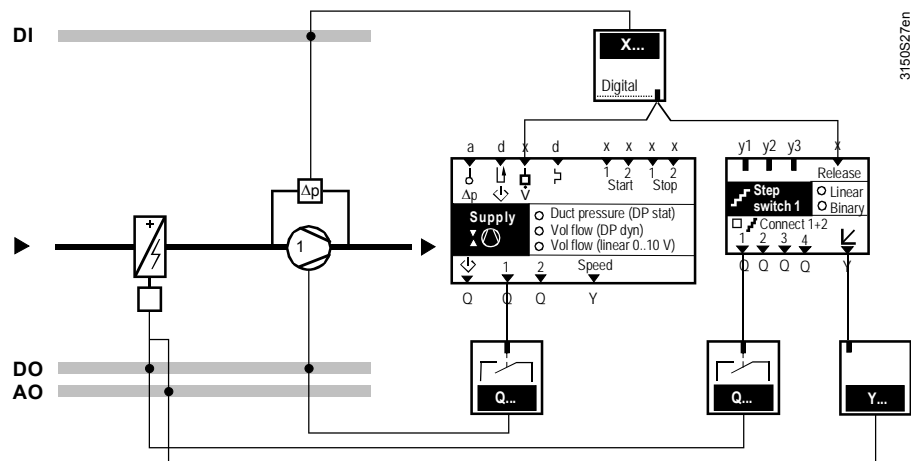 DI
X...
Digital
3150S27en
a d x d x x x x
Δp V 1 2 1 2
Start Stop
Supply
Duct pressure (DP stat)
Vol flow (DP dyn)
Vol flow (linear 0..10 V)
1 2 Speed
Q Q Q Y
y1 y2 y3 x
Release
Step
switch 1
Linear
Binary
Connect 1+2
1 2 3 4
Q Q Q Q Y
Δp
+
1
DO
AO
Q...
Q...
Y...